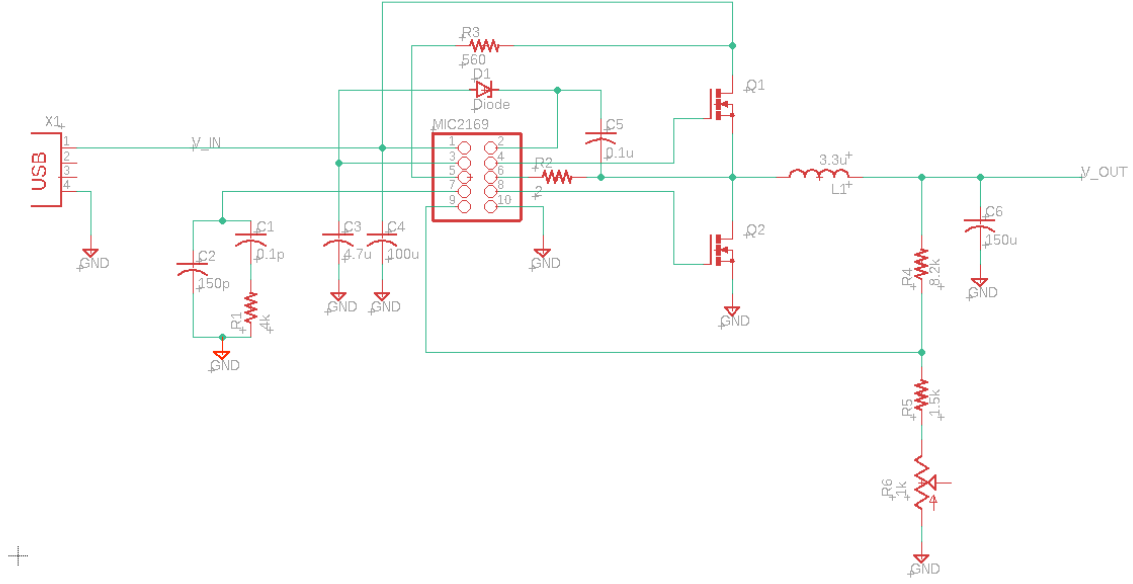 R3
560
D1
Diode
Q1
X1
USB
1
2
3
4
V_IN
MIC2169
1
2
3
4
5
6
7
8
9
10
C5
0.1u
R2
2
3.3u
L1
V_OUT
GND
C2
150p
C1
0.1p
R1
4k
GND
C3
4.7u
GND
C4
100u
GND
GND
Q2
GND
R4
8.2k
C6
150u
GND
R5
1.5k
R6
1k
GND